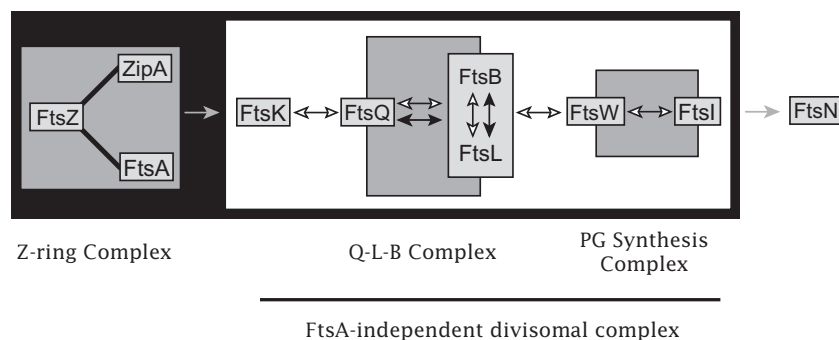 ZipA
FtsZ
FtsA
FtsK
FtsQ
FtsB
FtsL
FtsW
FtsI
FtsN
Z-ring Complex
Q-L-B Complex
PG Synthesis
Complex
FtsA-independent divisomal complex